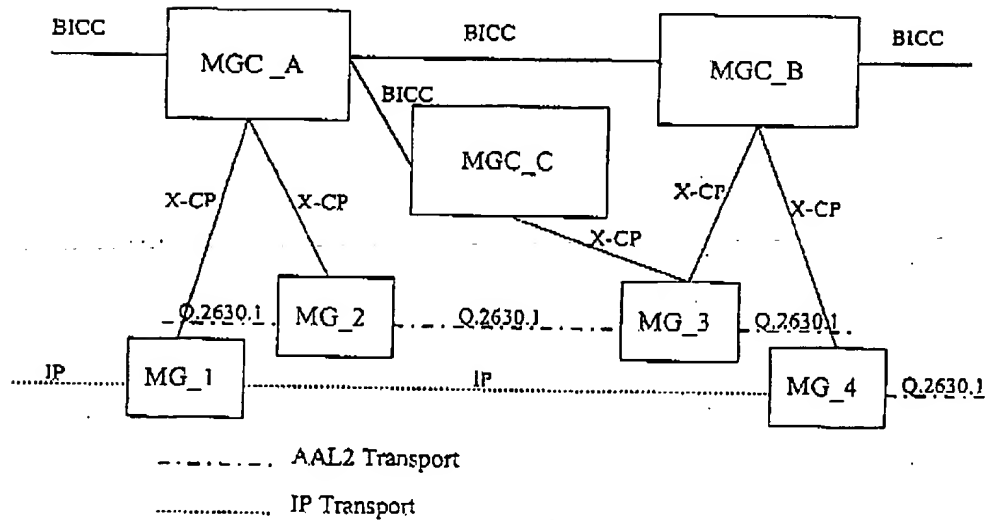 BICC
BICC
BICC
MGC_A
MGC_B
BICC
MGC_C
X-CP
X-CP
X-CP
X-CP
X-CP
Q.2630.1
MG_2
Q.2630.1
MG_3
Q.2630.1
IP
MG_1
IP
MG_4
Q.2630.1
AAL2 Transport
IP Transport